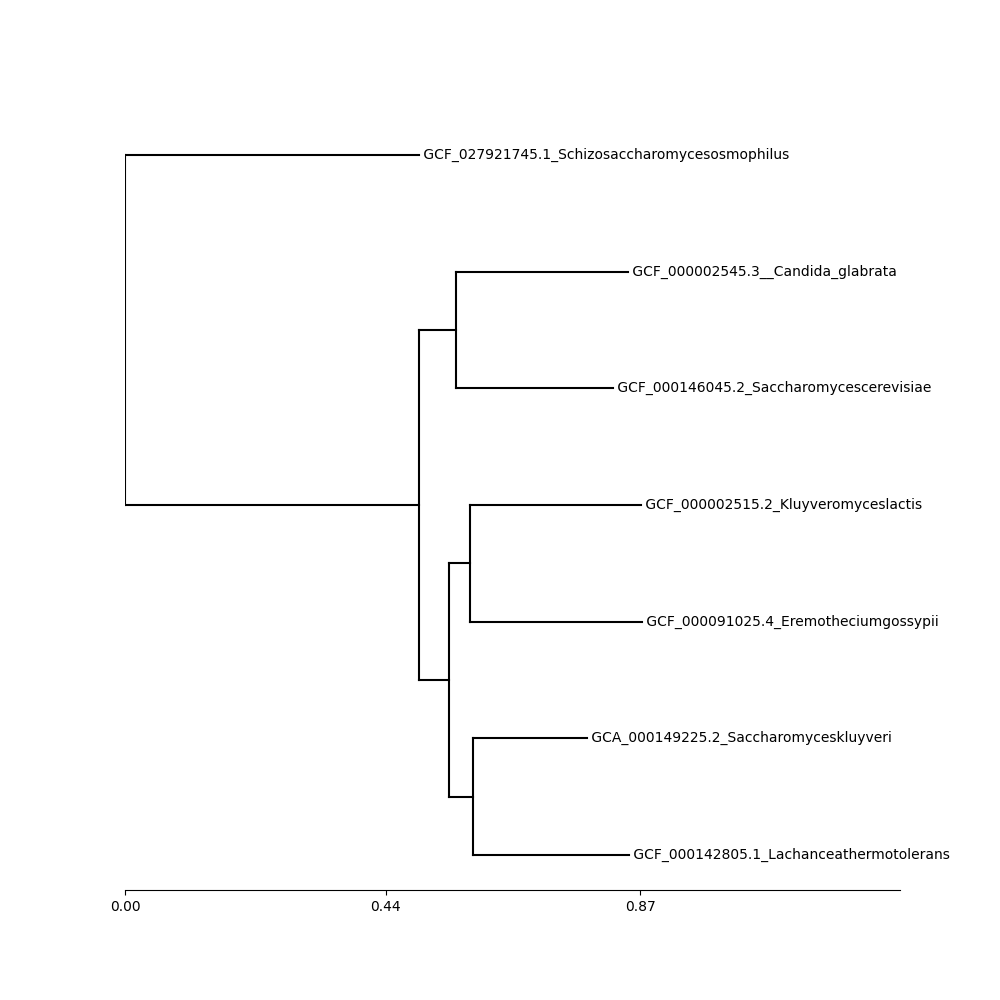 GCF_027921745.1_Schizosaccharomycesosmophilus
GCF_000002545.3__Candida_glabrata
GCF_000146045.2_Saccharomycescerevisiae
GCF_000002515.2_Kluyveromyceslactis
GCF_000091025.4_Eremotheciumgossypii
GCA_000149225.2_Saccharomyceskluyveri
GCF_000142805.1_Lachanceathermotolerans
0.00 0.44 0.87